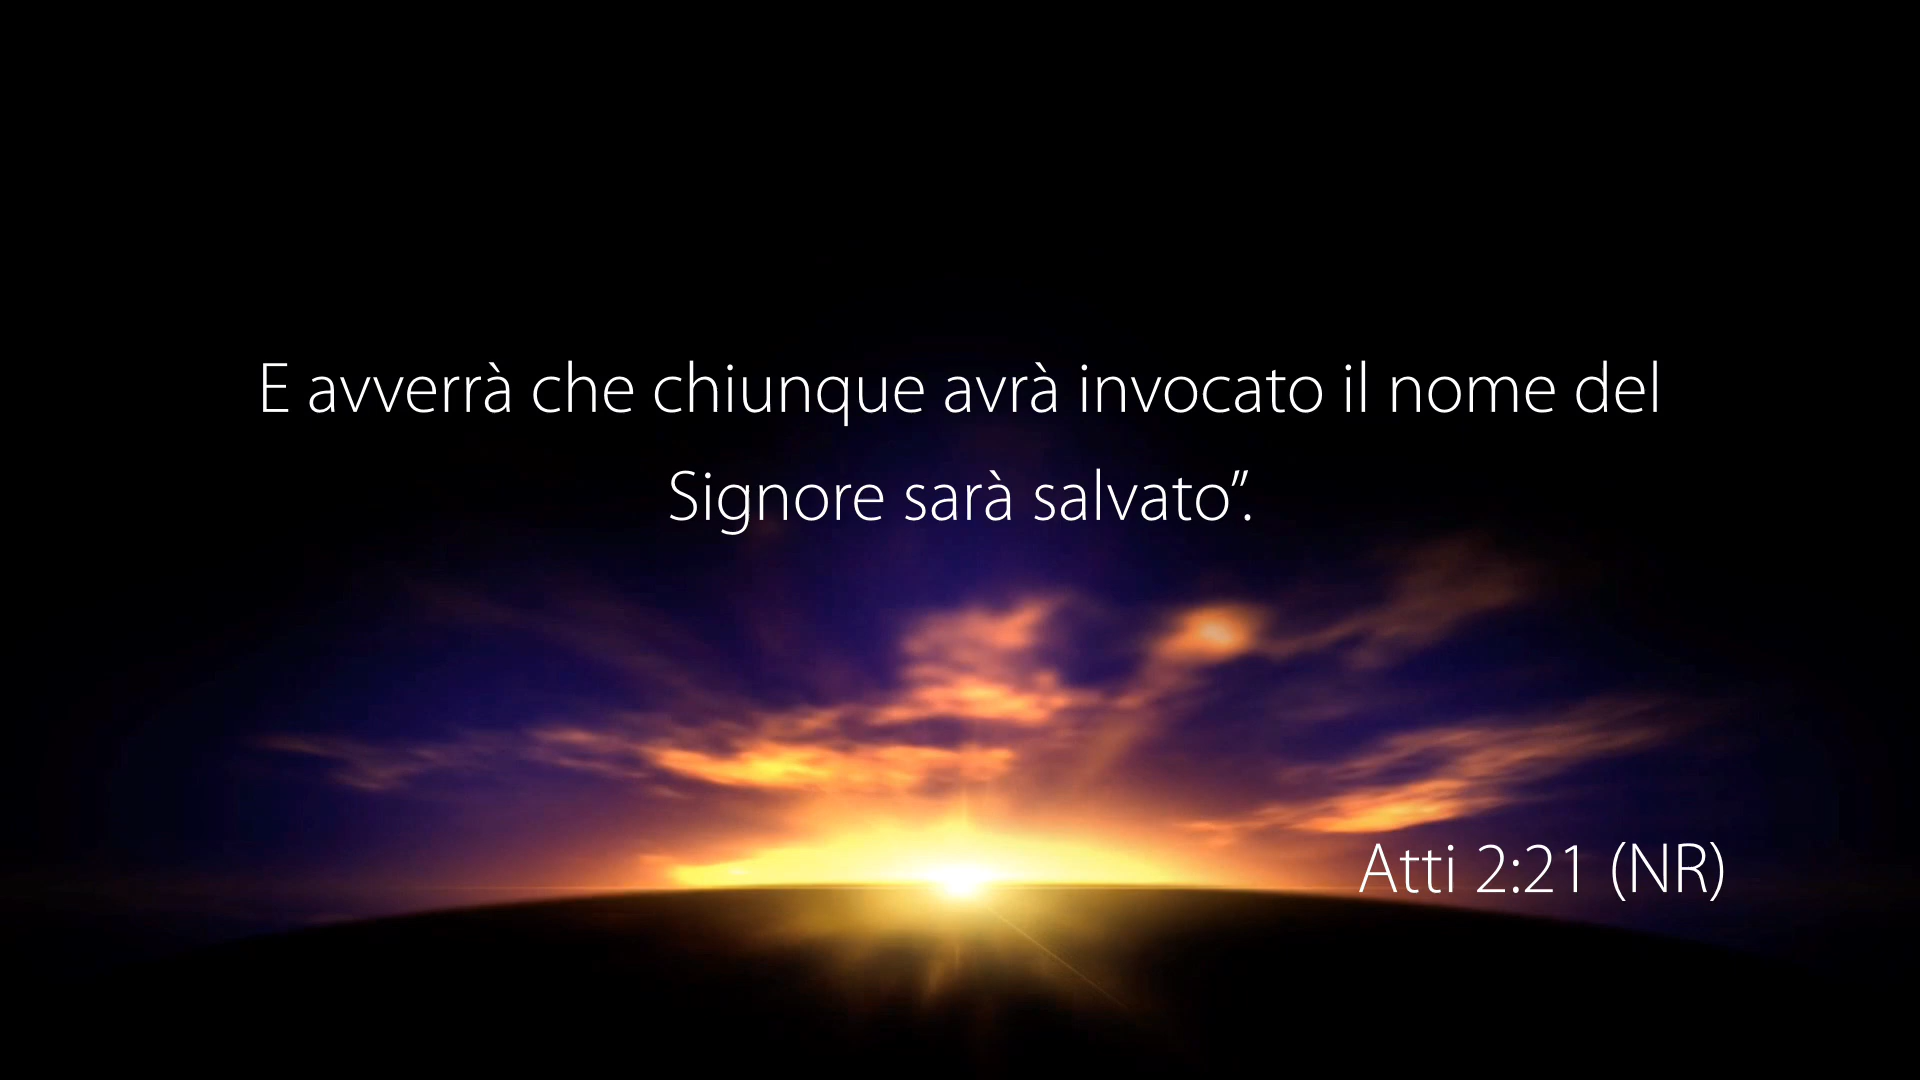 E avverrà che chiunque avrà invocato il nome del
Signore sarà salvato”.
Atti 2:21 (NR)